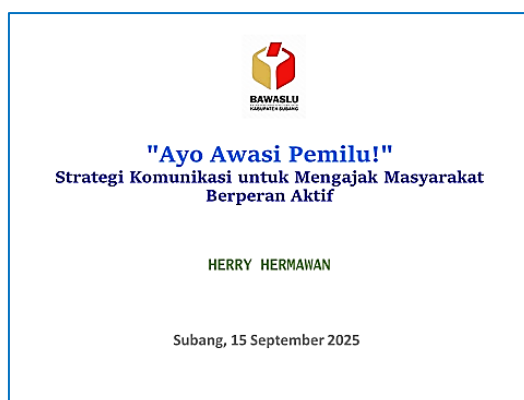 BAWASLU
KABUPATEN SUBANG
"Ayo Awasi Pemilu!"
Strategi Komunikasi untuk Mengajak Masyarakat
Berperan Aktif
HERRY HERMAWAN
Subang, 15 September 2025